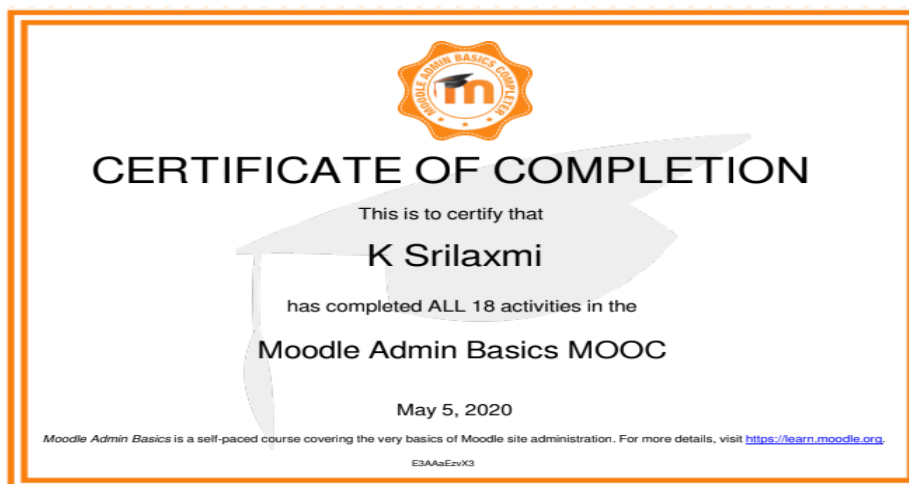 MOODLE ADMIN BASICS COMPLETER
m
CERTIFICATE OF COMPLETION
This is to certify that
K Srilaxmi
has completed ALL 18 activities in the
Moodle Admin Basics MOOC
May 5, 2020
Moodle Admin Basics is a self-paced course covering the very basics of Moodle site administration. For more details, visit https://learn.moodle.org.
E3AAaEzvX3